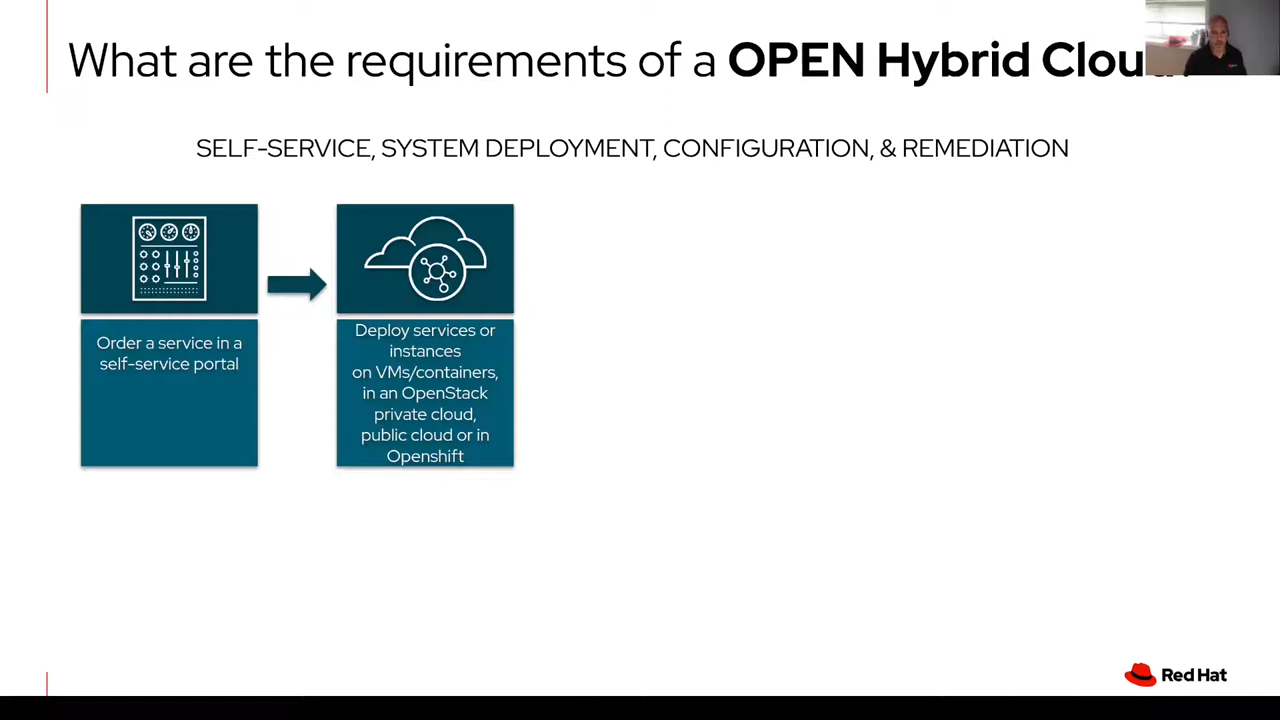 What are the requirements of a OPEN Hybrid Cloud
SELF-SERVICE, SYSTEM DEPLOYMENT, CONFIGURATION, & REMEDIATION
Order a service in a
self-service portal
Deploy services or
instances
on VMs/containers,
in an OpenStack
private cloud,
public cloud or in
Openshift
Red Hat